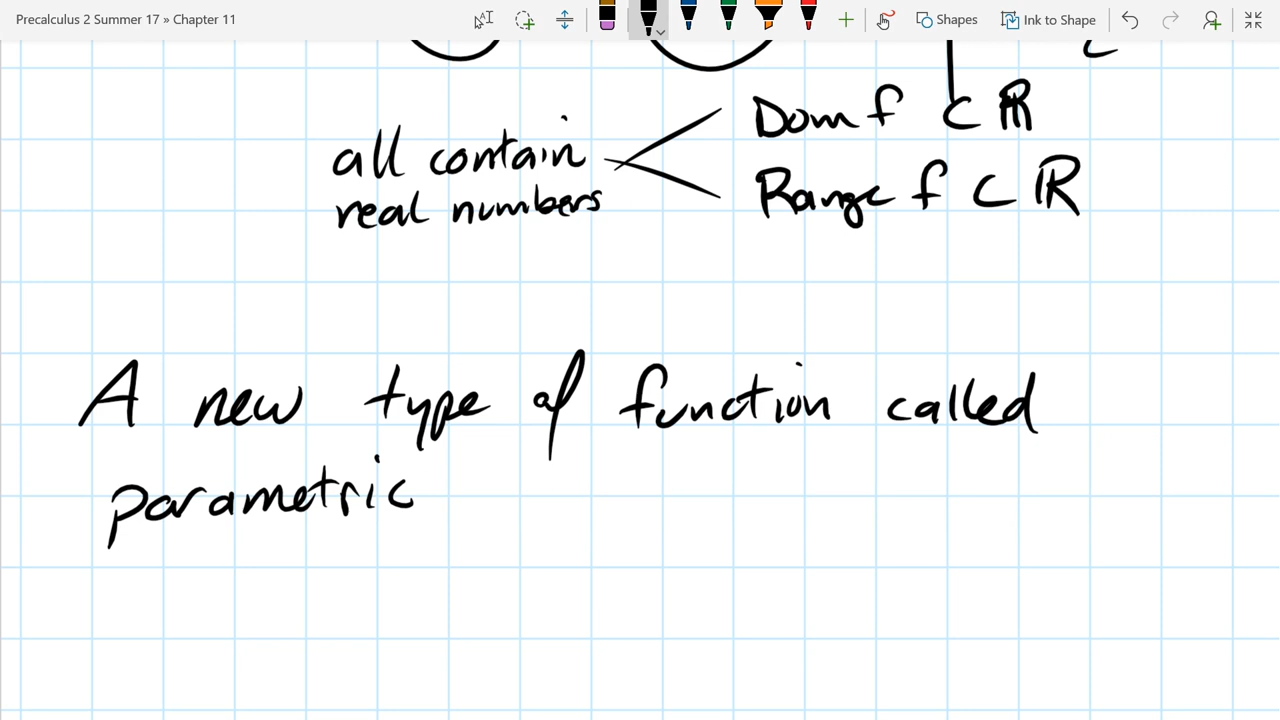 Precalculus 2 Summer 17 » Chapter 11
Shapes
Ink to Shape
all contain
real numbers
Dom f ⊂ ℝ
Range f ⊂ ℝ
A new type of function called
parametric